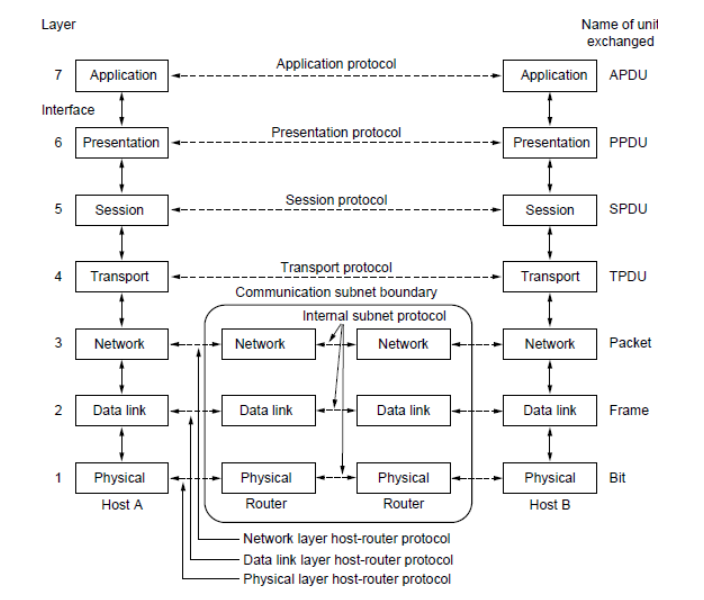 Layer
Name of unit
exchanged
Application protocol
7 Application Application APDU
Interface
Presentation protocol
6 Presentation Presentation PPDU
Session protocol
5 Session Session SPDU
Transport protocol
4 Transport Transport TPDU
Communication subnet boundary
Internal subnet protocol
3 Network Network Network Network Packet
2 Data link Data link Data link Data link Frame
1 Physical Physical Physical Physical Bit
Host A Router Router Host B
Network layer host-router protocol
Data link layer host-router protocol
Physical layer host-router protocol